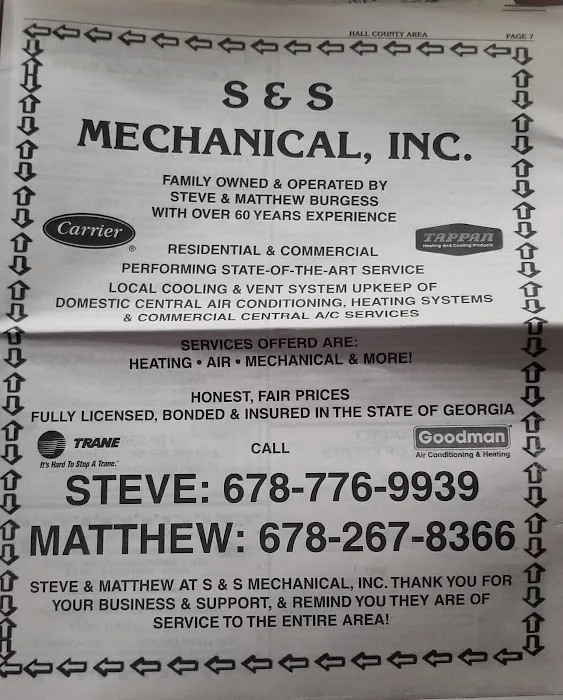 HALL COUNTY AREA PAGE 7
S & S
MECHANICAL, INC.
FAMILY OWNED & OPERATED BY
STEVE & MATTHEW BURGESS
WITH OVER 60 YEARS EXPERIENCE
Carrier ®
TAPPAN
Heating and Cooling Products
RESIDENTIAL & COMMERCIAL
PERFORMING STATE-OF-THE-ART SERVICE
LOCAL COOLING & VENT SYSTEM UPKEEP OF
DOMESTIC CENTRAL AIR CONDITIONING, HEATING SYSTEMS
& COMMERCIAL CENTRAL A/C SERVICES
SERVICES OFFERD ARE:
HEATING • AIR • MECHANICAL & MORE!
HONEST, FAIR PRICES
FULLY LICENSED, BONDED & INSURED IN THE STATE OF GEORGIA
TRANE
It's Hard To Stop A Trane.®
CALL
Goodman®
Air Conditioning & Heating
STEVE: 678-776-9939
MATTHEW: 678-267-8366
STEVE & MATTHEW AT S & S MECHANICAL, INC. THANK YOU FOR
YOUR BUSINESS & SUPPORT, & REMIND YOU THEY ARE OF
SERVICE TO THE ENTIRE AREA!